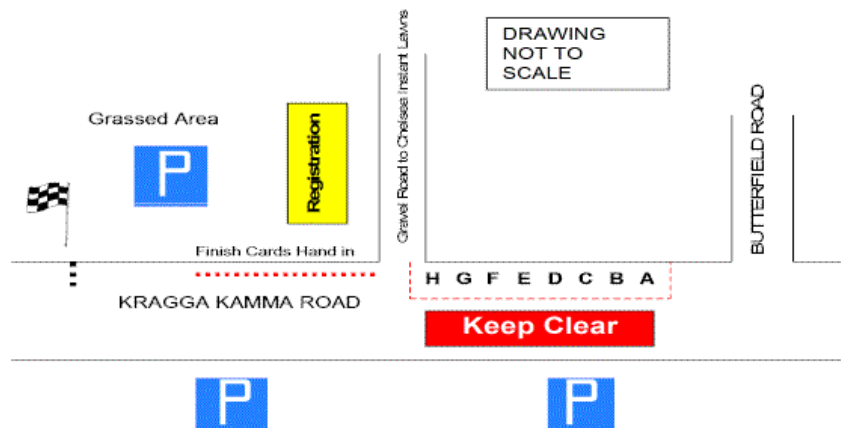 DRAWING
NOT TO
SCALE
Gravel Road to Chelsea Instant Lawns
BUTTERFIELD ROAD
Grassed Area
P
Registration
Finish Cards Hand in
H G F E D C B A
KRAGGA KAMMA ROAD
Keep Clear
P
P